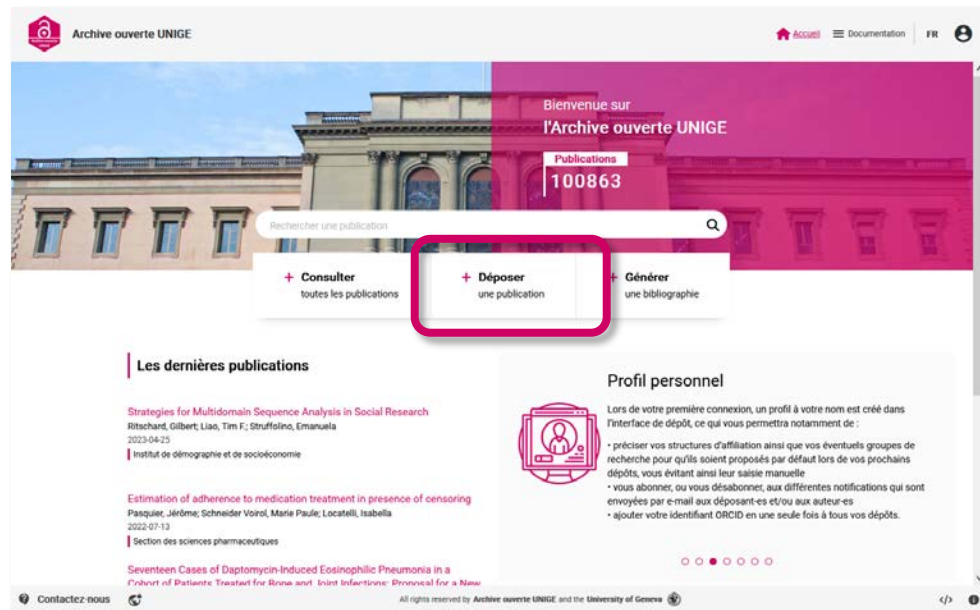 Archive ouverte UNIGE
Accueil
Documentation
FR
Bienvenue sur
l'Archive ouverte UNIGE
Publications
100863
Rechercher une publication
+ Consulter
toutes les publications
+ Déposer
une publication
+ Générer
une bibliographie
Les dernières publications
Strategies for Multidomain Sequence Analysis in Social Research
Ritschard, Gilbert; Liao, Tim F.; Struffolino, Emanuela
2023-04-25
Institut de démographie et de socioéconomie
Estimation of adherence to medication treatment in presence of censoring
Pasquier, Jérôme; Schneider Voirol, Marie Paule; Locatelli, Isabella
2022-07-13
Section des sciences pharmaceutiques
Seventeen Cases of Daptomycin-Induced Eosinophilic Pneumonia in a
Cohort of Patients Treated for Bone and Joint Infections: Proposal for a New
Profil personnel
Lors de votre première connexion, un profil à votre nom est créé dans
l'interface de dépôt, ce qui vous permettra notamment de :
• préciser vos structures d'affiliation ainsi que vos éventuels groupes de
recherche pour qu'ils soient proposés par défaut lors de vos prochains
dépôts, vous évitant ainsi leur saisie manuelle
• vous abonner, ou vous désabonner, aux différentes notifications qui sont
envoyées par e-mail aux déposant-es et/ou aux auteur-es
• ajouter votre identifiant ORCID en une seule fois à tous vos dépôts.
Contactez-nous
All rights reserved by Archive ouverte UNIGE and the University of Geneva
</>